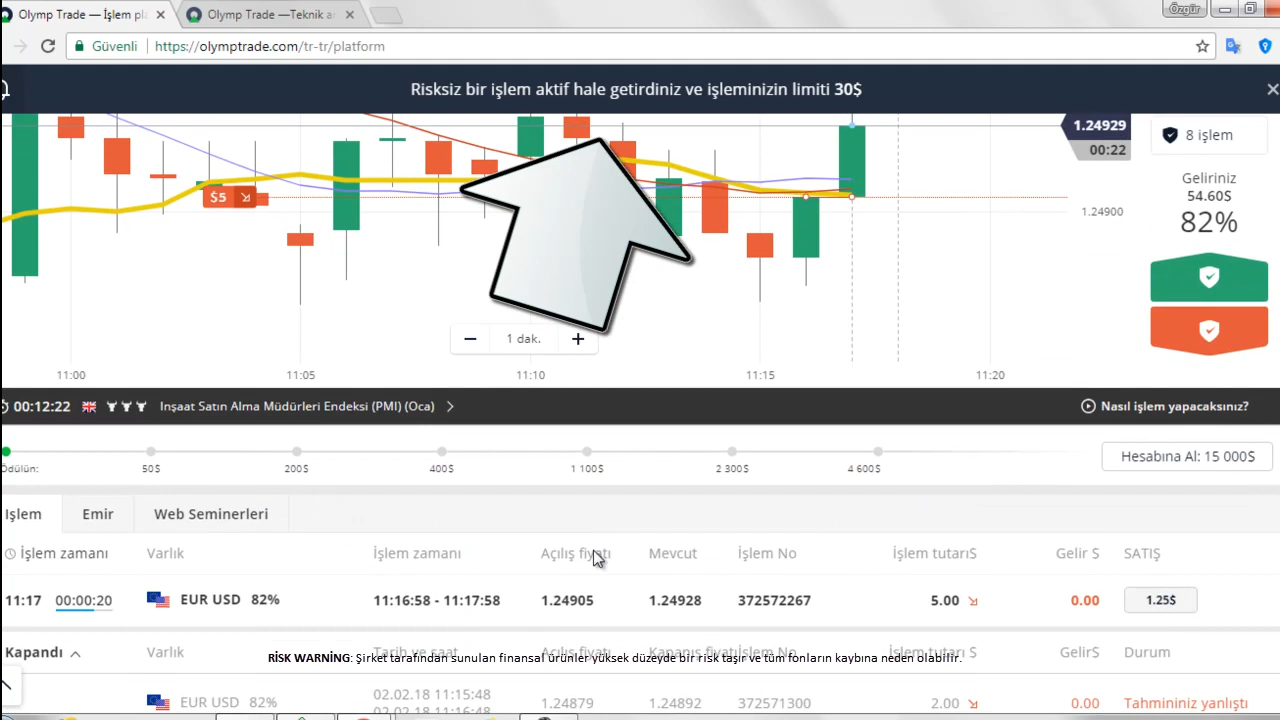 Olymp Trade — İşlem pl
Olymp Trade —Teknik a
Özgür
Güvenli
https://olymptrade.com/tr-tr/platform
Risksiz bir işlem aktif hale getirdiniz ve işleminizin limiti 30$
1.24929
00:22
1.24900
8 işlem
Geliriniz
54.60$
82%
$5
1 dak.
11:00 11:05 11:10 11:15 11:20
00:12:22 İnşaat Satın Alma Müdürleri Endeksi (PMI) (Oca) Nasıl işlem yapacaksınız?
Ödülün: 50$ 200$ 400$ 1 100$ 2 300$ 4 600$
Hesabına Al: 15 000$
İşlem Emir Web Seminerleri
İşlem zamanı Varlık İşlem zamanı Açılış fiyatı Mevcut İşlem No İşlem tutarı$ Gelir $ SATIŞ
11:17 00:00:20 EUR USD 82% 11:16:58 - 11:17:58 1.24905 1.24928 372572267 5.00 0.00 1.25$
Kapandı Varlık Tarih ve saat Açılış fiyatı Kapanış fiyatı İşlem No İşlem tutarı $ Gelir$ Durum
RİSK WARNİNG: Şirket tarafından sunulan finansal ürünler yüksek düzeyde bir risk taşır ve tüm fonların kaybına neden olabilir.
EUR USD 82% 02.02.18 11:15:48 1.24879 1.24892 372571300 2.00 0.00 Tahmininiz yanlıştı
02.02.18 11:16:48